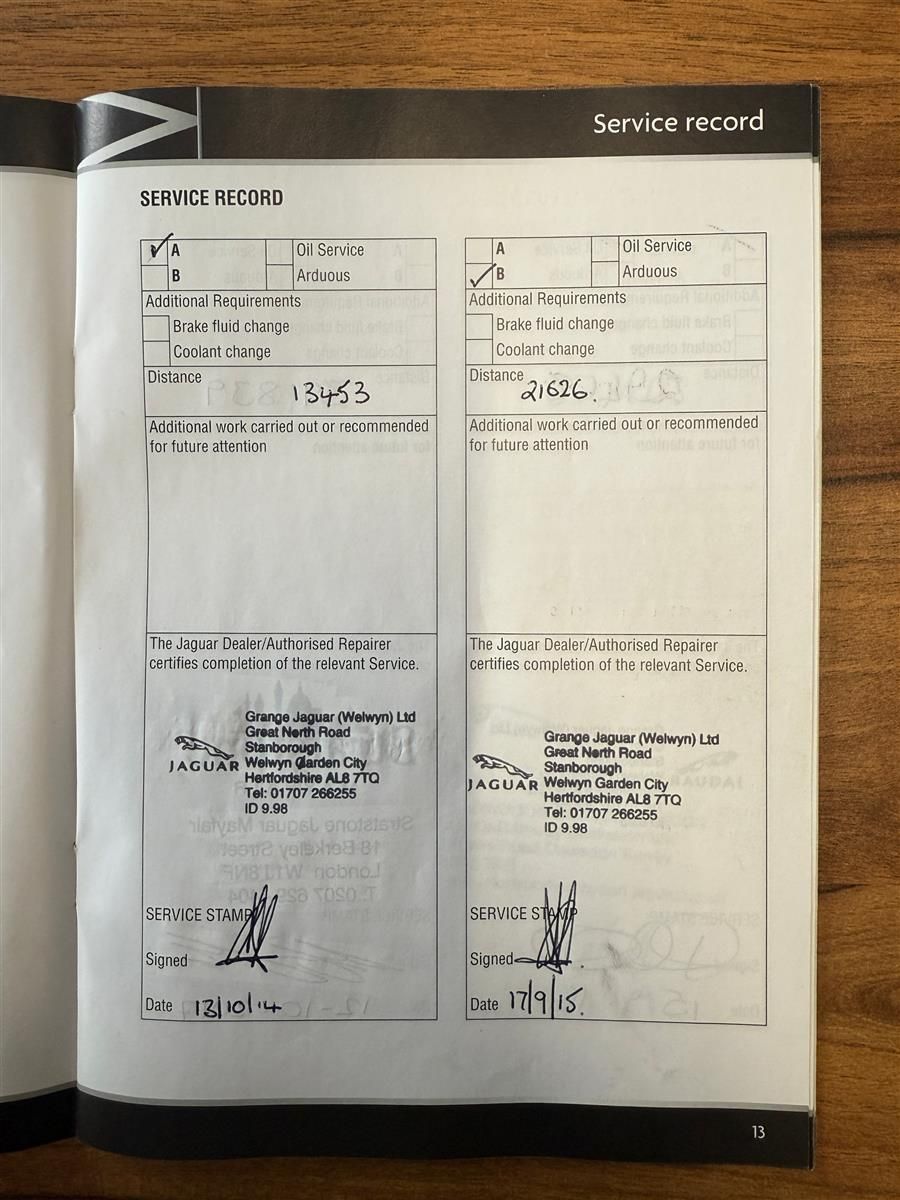 Service record
SERVICE RECORD
A Oil Service
B Arduous
Additional Requirements
Brake fluid change
Coolant change
Distance
13453
Additional work carried out or recommended
for future attention
The Jaguar Dealer/Authorised Repairer
certifies completion of the relevant Service.
JAGUAR
Grange Jaguar (Welwyn) Ltd
Great North Road
Stanborough
Welwyn Garden City
Hertfordshire AL8 7TQ
Tel: 01707 266255
ID 9.98
SERVICE STAMP
Signed
Date 13/10/14
A Oil Service
B Arduous
Additional Requirements
Brake fluid change
Coolant change
Distance
21626.
Additional work carried out or recommended
for future attention
The Jaguar Dealer/Authorised Repairer
certifies completion of the relevant Service.
JAGUAR
Grange Jaguar (Welwyn) Ltd
Great North Road
Stanborough
Welwyn Garden City
Hertfordshire AL8 7TQ
Tel: 01707 266255
ID 9.98
SERVICE STAMP
Signed
Date 17/9/15.
13